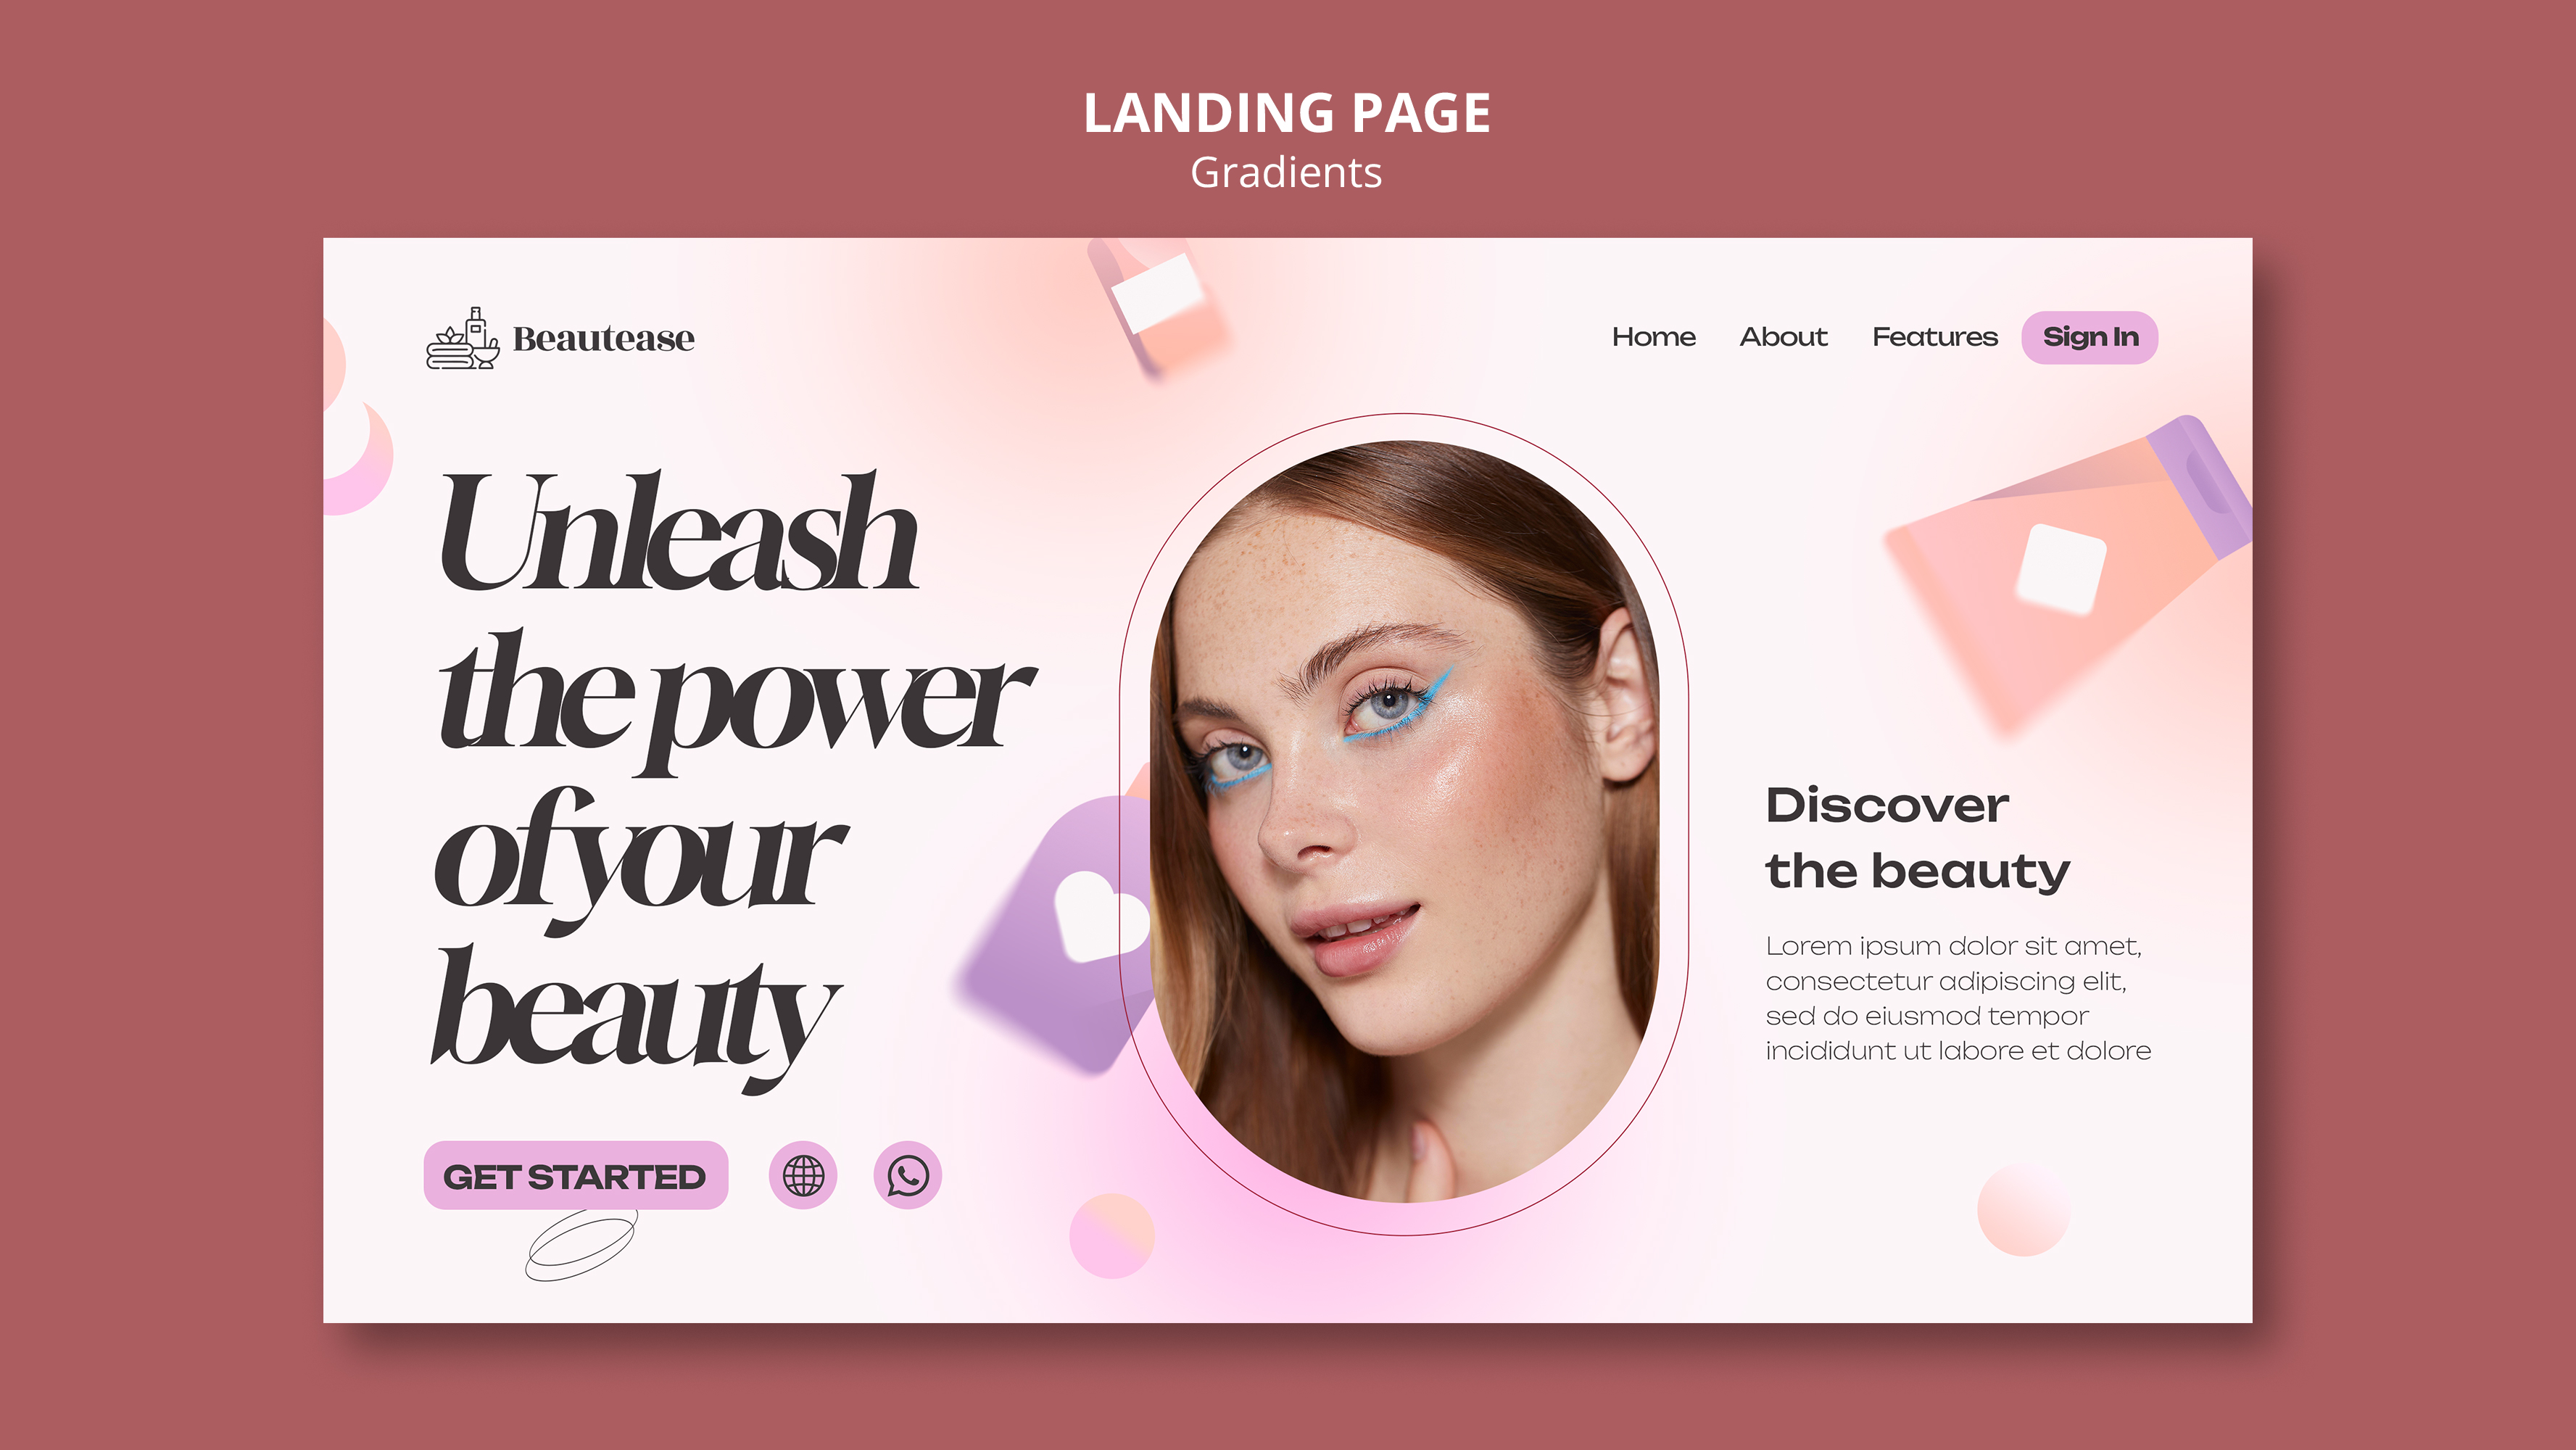 LANDING PAGE
Gradients
Beautease
Home About Features Sign In
Unleash
the power
of your
beauty
GET STARTED
Discover
the beauty
Lorem ipsum dolor sit amet,
consectetur adipiscing elit,
sed do eiusmod tempor
incididunt ut labore et dolore